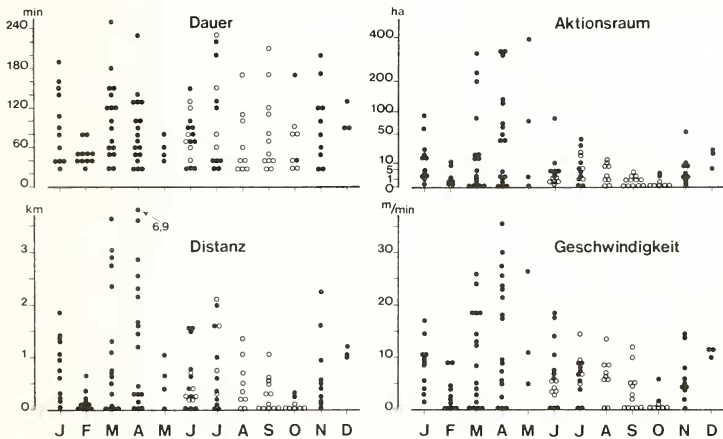 min
Dauer
240
180
120
60
0
ha
Aktionsraum
400
200
100
50
10
5
1
0
km
Distanz
6,9
3
2
1
0
J F M A M J J A S O N D
m/min
Geschwindigkeit
30
20
10
0
J F M A M J J A S O N D